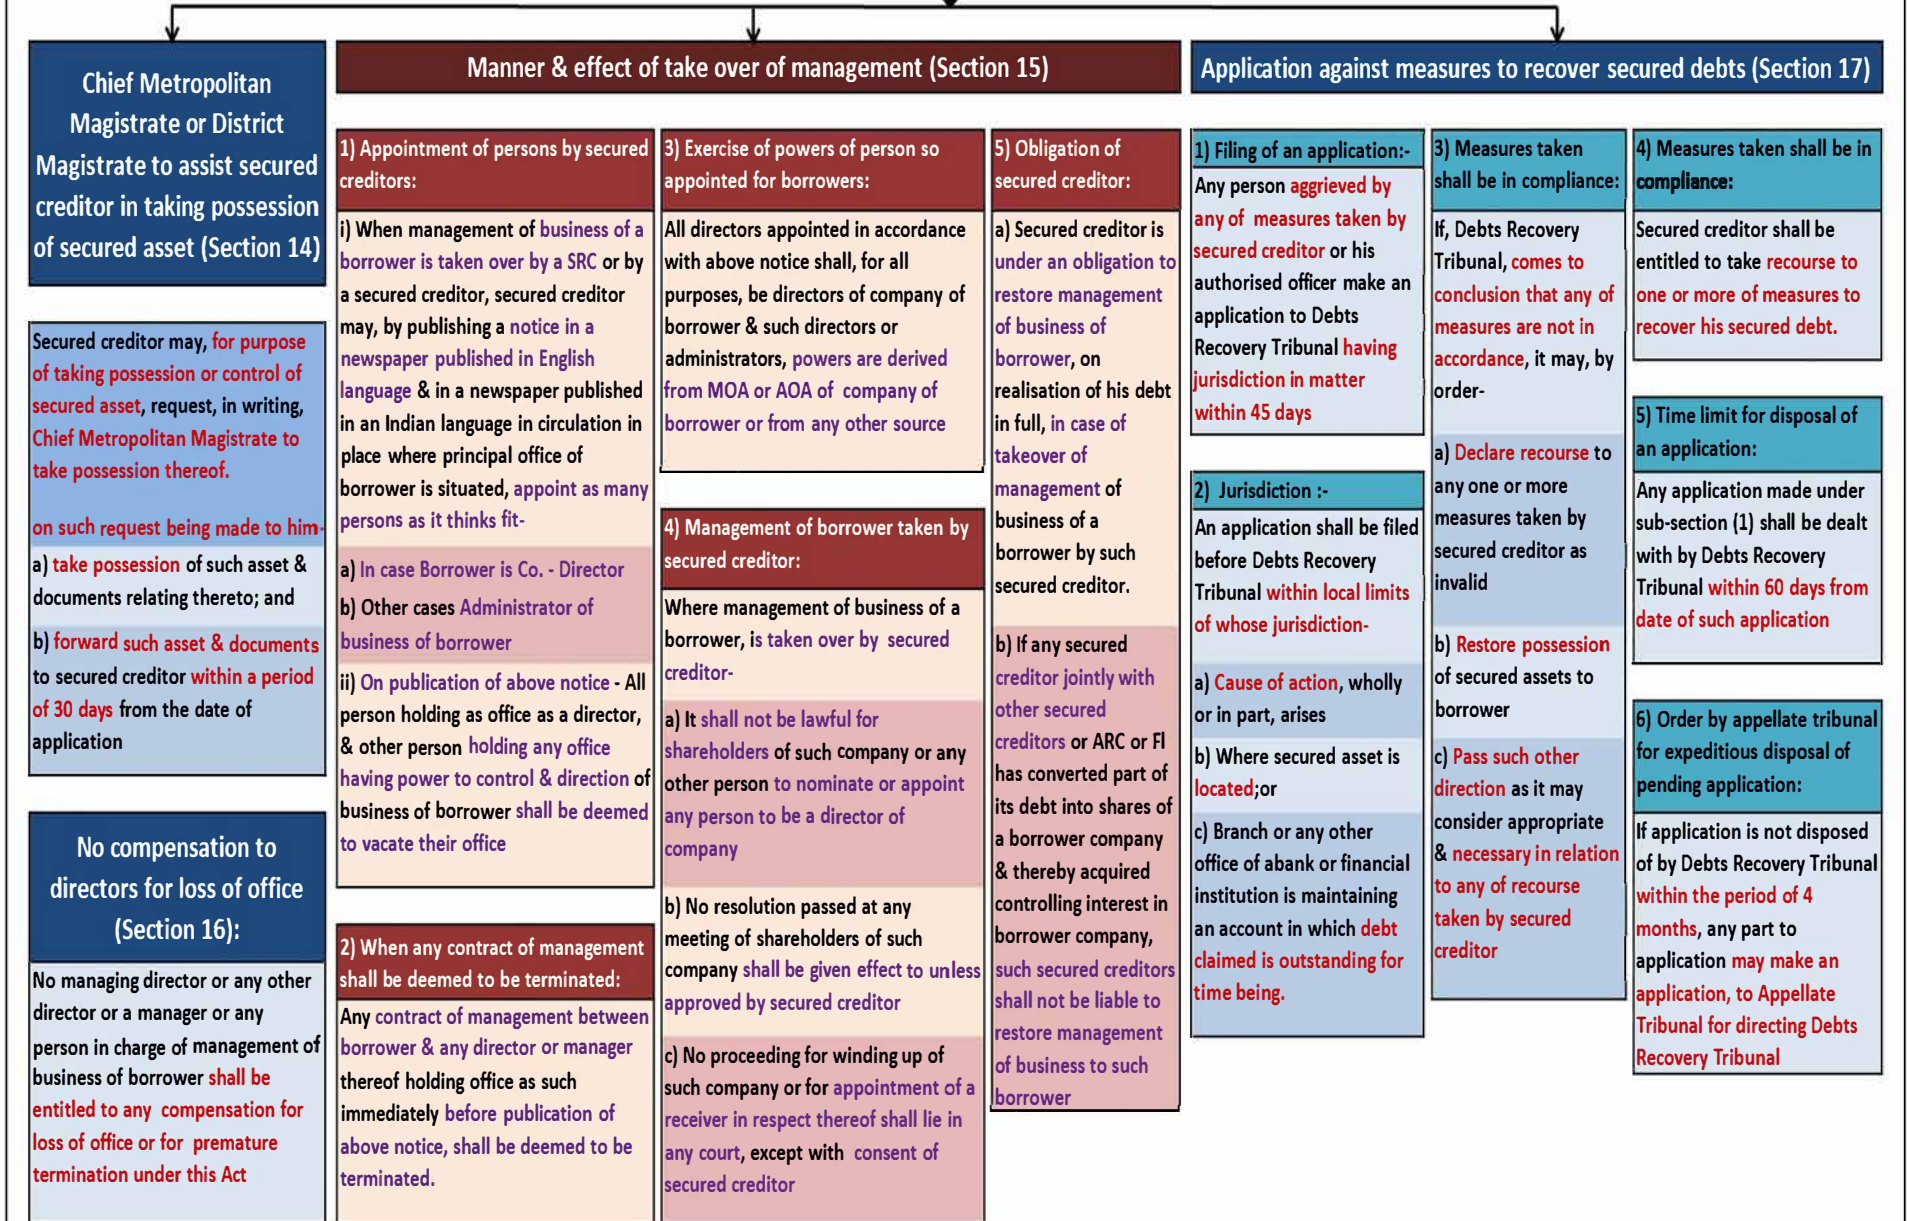 Chief Metropolitan
Magistrate or District
Magistrate to assist secured
creditor in taking possession
of secured asset (Section 14)
Secured creditor may, for purpose
of taking possession or control of
secured asset, request, in writing,
Chief Metropolitan Magistrate to
take possession thereof.
on such request being made to him-
a) take possession of such asset &
documents relating thereto; and
b) forward such asset & documents
to secured creditor within a period
of 30 days from the date of
application
No compensation to
directors for loss of office
(Section 16):
No managing director or any other
director or a manager or any
person in charge of management of
business of borrower shall be
entitled to any compensation for
loss of office or for premature
termination under this Act
Manner & effect of take over of management (Section 15)
1) Appointment of persons by secured
creditors:
i) When management of business of a
borrower is taken over by a SRC or by
a secured creditor, secured creditor
may, by publishing a notice in a
newspaper published in English
language & in a newspaper published
in an Indian language in circulation in
place where principal office of
borrower is situated, appoint as many
persons as it thinks fit-
a) In case Borrower is Co. - Director
b) Other cases Administrator of
business of borrower
ii) On publication of above notice - All
person holding as office as a director,
& other person holding any office
having power to control & direction of
business of borrower shall be deemed
to vacate their office
2) When any contract of management
shall be deemed to be terminated:
Any contract of management between
borrower & any director or manager
thereof holding office as such
immediately before publication of
above notice, shall be deemed to be
terminated.
3) Exercise of powers of person so
appointed for borrowers:
All directors appointed in accordance
with above notice shall, for all
purposes, be directors of company of
borrower & such directors or
administrators, powers are derived
from MOA or AOA of company of
borrower or from any other source
4) Management of borrower taken by
secured creditor:
Where management of business of a
borrower, is taken over by secured
creditor-
a) It shall not be lawful for
shareholders of such company or any
other person to nominate or appoint
any person to be a director of
company
b) No resolution passed at any
meeting of shareholders of such
company shall be given effect to unless
approved by secured creditor
c) No proceeding for winding up of
such company or for appointment of a
receiver in respect thereof shall lie in
any court, except with consent of
secured creditor
5) Obligation of
secured creditor:
a) Secured creditor is
under an obligation to
restore management
of business of
borrower, on
realisation of his debt
in full, in case of
takeover of
management of
business of a
borrower by such
secured creditor.
b) If any secured
creditor jointly with
other secured
creditors or ARC or FI
has converted part of
its debt into shares of
a borrower company
& thereby acquired
controlling interest in
borrower company,
such secured creditors
shall not be liable to
restore management
of business to such
borrower
Application against measures to recover secured debts (Section 17)
1) Filing of an application:-
Any person aggrieved by
any of measures taken by
secured creditor or his
authorised officer make an
application to Debts
Recovery Tribunal having
jurisdiction in matter
within 45 days
2) Jurisdiction :-
An application shall be filed
before Debts Recovery
Tribunal within local limits
of whose jurisdiction-
a) Cause of action, wholly
or in part, arises
b) Where secured asset is
located;or
c) Branch or any other
office of abank or financial
institution is maintaining
an account in which debt
claimed is outstanding for
time being.
3) Measures taken
shall be in compliance:
If, Debts Recovery
Tribunal, comes to
conclusion that any of
measures are not in
accordance, it may, by
order-
a) Declare recourse to
any one or more
measures taken by
secured creditor as
invalid
b) Restore possession
of secured assets to
borrower
c) Pass such other
direction as it may
consider appropriate
& necessary in relation
to any of recourse
taken by secured
creditor
4) Measures taken shall be in
compliance:
Secured creditor shall be
entitled to take recourse to
one or more of measures to
recover his secured debt.
5) Time limit for disposal of
an application:
Any application made under
sub-section (1) shall be dealt
with by Debts Recovery
Tribunal within 60 days from
date of such application
6) Order by appellate tribunal
for expeditious disposal of
pending application:
If application is not disposed
of by Debts Recovery Tribunal
within the period of 4
months, any part to
application may make an
application, to Appellate
Tribunal for directing Debts
Recovery Tribunal